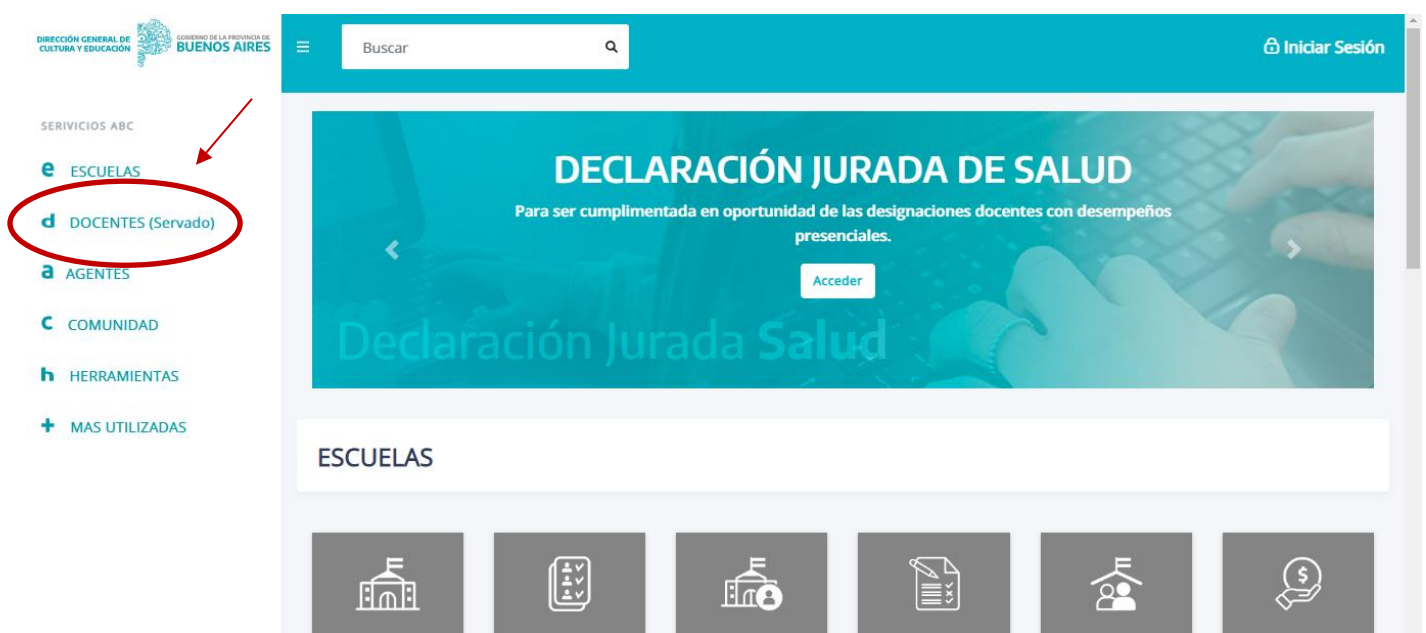 DIRECCIÓN GENERAL DE
CULTURA Y EDUCACIÓN
GOBIERNO DE LA PROVINCIA DE
BUENOS AIRES
Buscar
Iniciar Sesión
SERIVICIOS ABC
e ESCUELAS
d DOCENTES (Servado)
a AGENTES
c COMUNIDAD
h HERRAMIENTAS
+ MAS UTILIZADAS
DECLARACIÓN JURADA DE SALUD
Para ser cumplimentada en oportunidad de las designaciones docentes con desempeños
presenciales.
Acceder
Declaración Jurada Salud
ESCUELAS